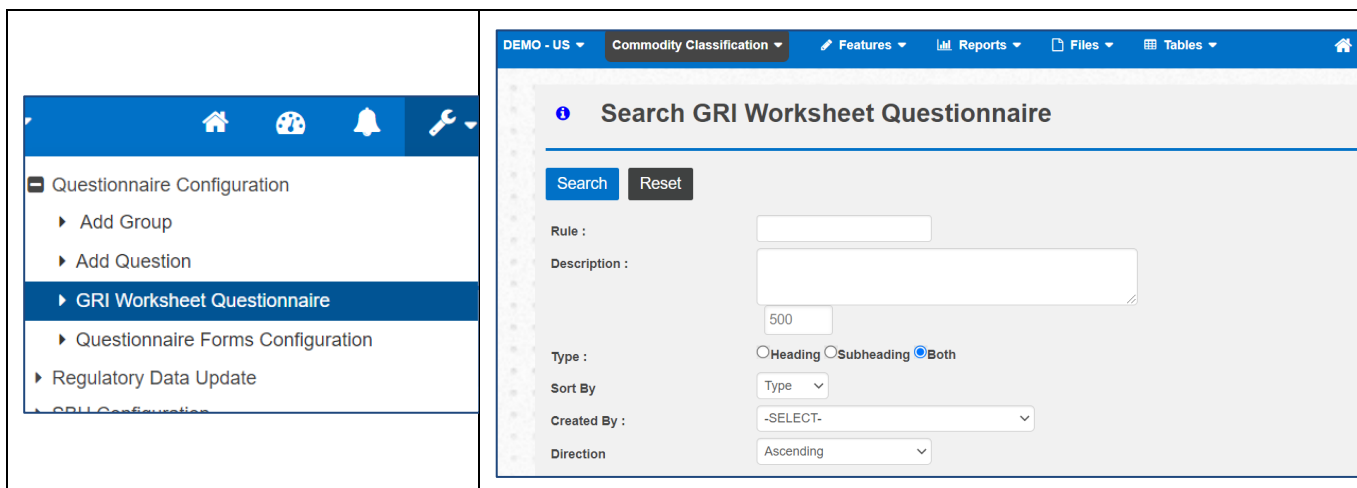 Questionnaire Configuration
Add Group
Add Question
GRI Worksheet Questionnaire
Questionnaire Forms Configuration
Regulatory Data Update
DEMO - US Commodity Classification Features Reports Files Tables
Search GRI Worksheet Questionnaire
Search Reset
Rule :
Description :
500
Type : Heading Subheading Both
Sort By Type
Created By : -SELECT-
Direction Ascending